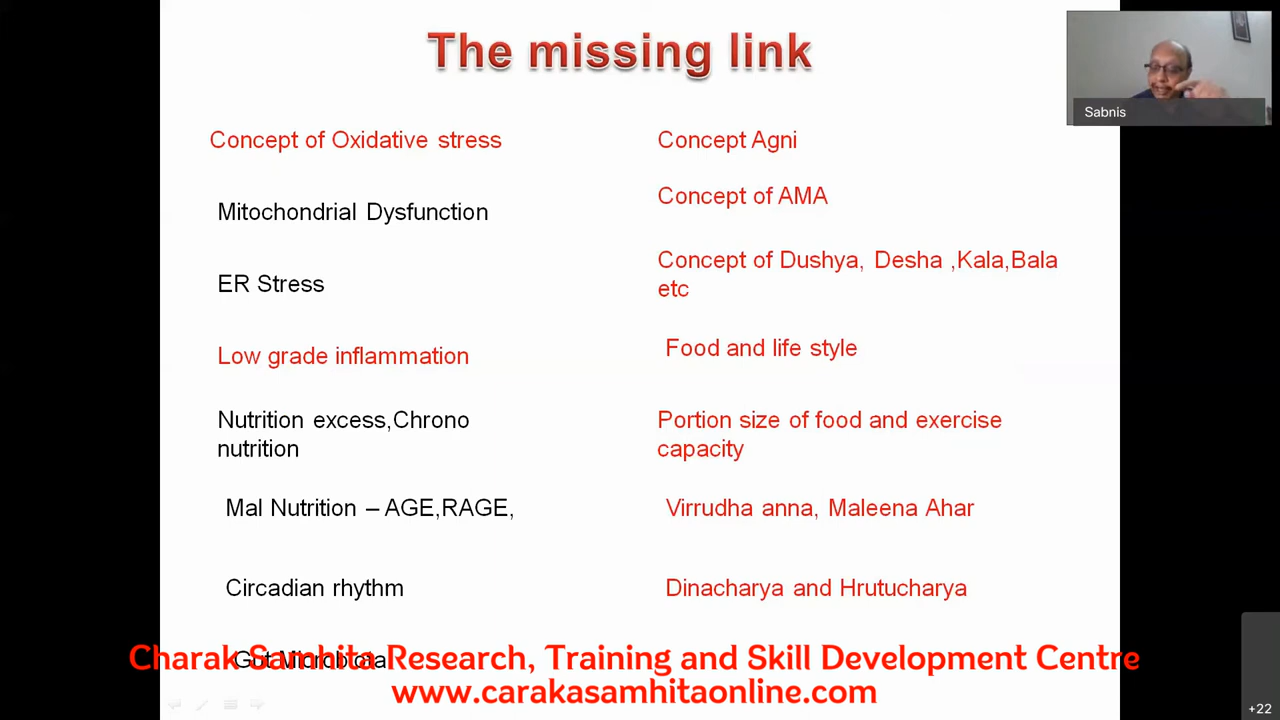 The missing link
Sabnis
Concept of Oxidative stress
Concept Agni
Concept of AMA
Mitochondrial Dysfunction
Concept of Dushya, Desha ,Kala,Bala
etc
ER Stress
Low grade inflammation
Food and life style
Nutrition excess,Chrono
nutrition
Portion size of food and exercise
capacity
Mal Nutrition – AGE,RAGE,
Virrudha anna, Maleena Ahar
Circadian rhythm
Dinacharya and Hrutucharya
Gut Microbiota
Charak Samhita Research, Training and Skill Development Centre
www.carakasamhitaonline.com
+22